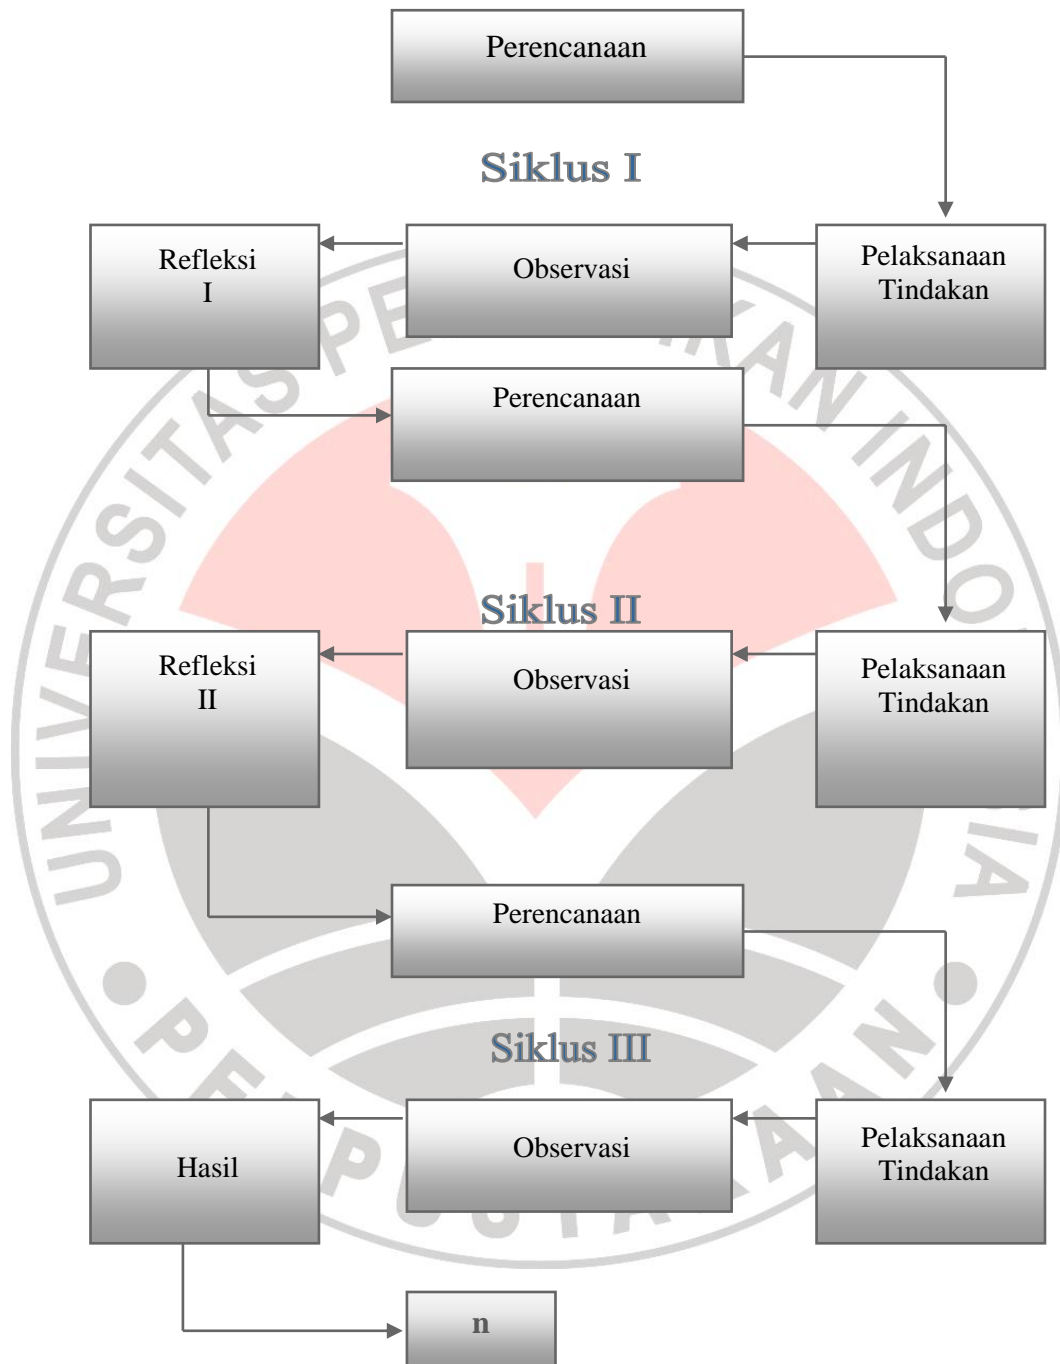 Perencanaan
Siklus I
Refleksi
I
Observasi
Pelaksanaan
Tindakan
Perencanaan
Siklus II
Refleksi
II
Observasi
Pelaksanaan
Tindakan
Perencanaan
Siklus III
Hasil
Observasi
Pelaksanaan
Tindakan
n
UNIVERSITAS